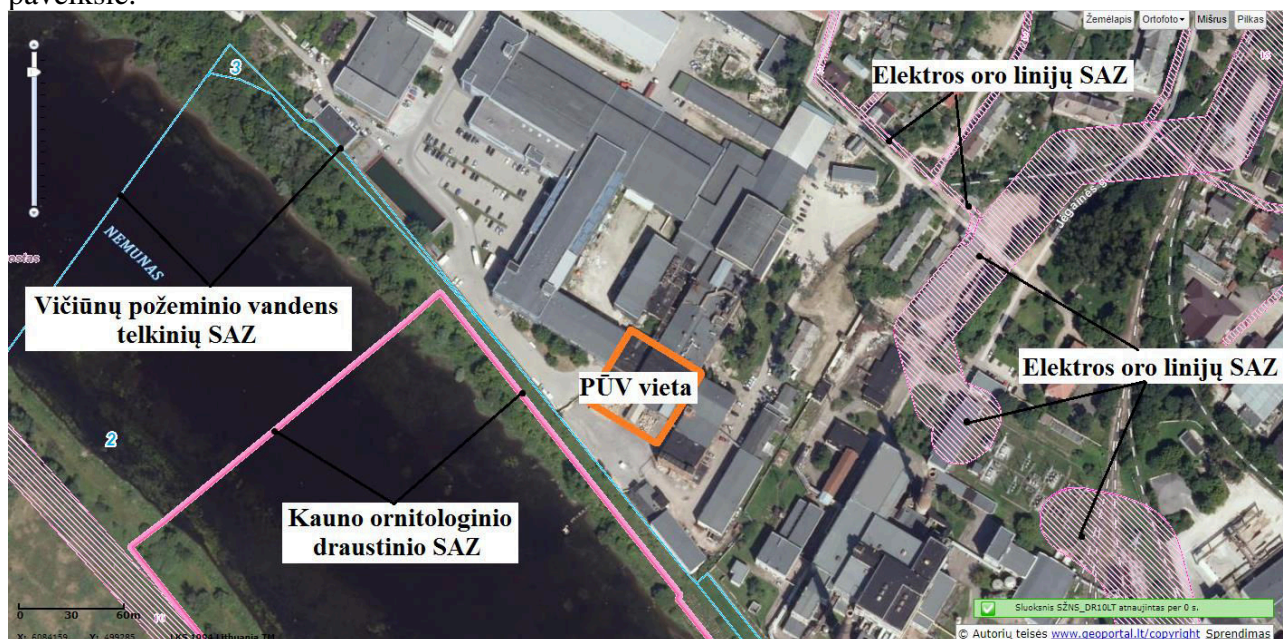 paveiksle.
Žemėlapis Ortofoto Mišrus Pilkas
3
Elektros oro linijų SAZ
Jėgainės g.
NEMUNAS
Vičiūnų požeminio vandens
telkinių SAZ
Elektros oro linijų SAZ
PŪV vieta
2
Kauno ornitologinio
draustinio SAZ
0 30 60m
X: 6084159 Y: 499285 LKS 1994 Lithuania TM
Sluoksnis SŽNS_DR10LT atnaujintas per 0 s.
© Autorių teisės www.geoportal.lt/copyright Sprendimas